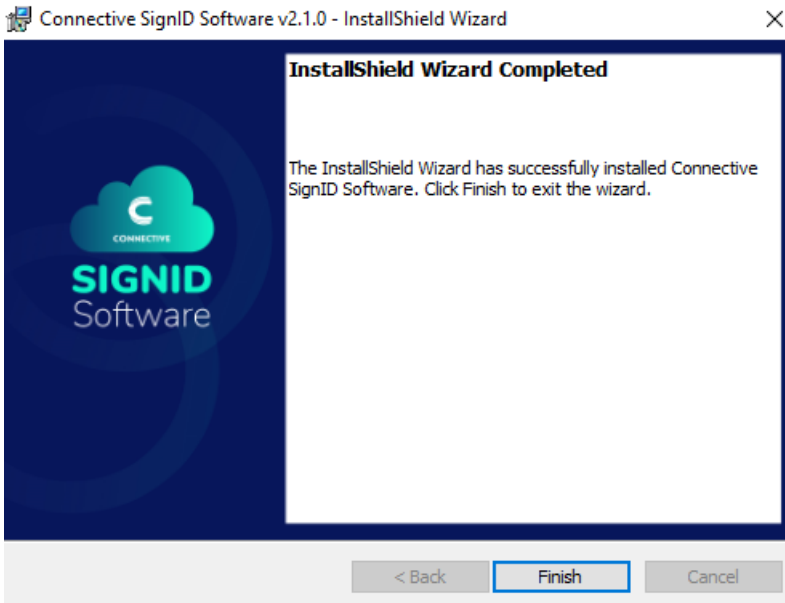 Connective SignID Software v2.1.0 - InstallShield Wizard
InstallShield Wizard Completed
The InstallShield Wizard has successfully installed Connective
SignID Software. Click Finish to exit the wizard.
C
CONNECTIVE
SIGNID
Software
< Back
Finish
Cancel